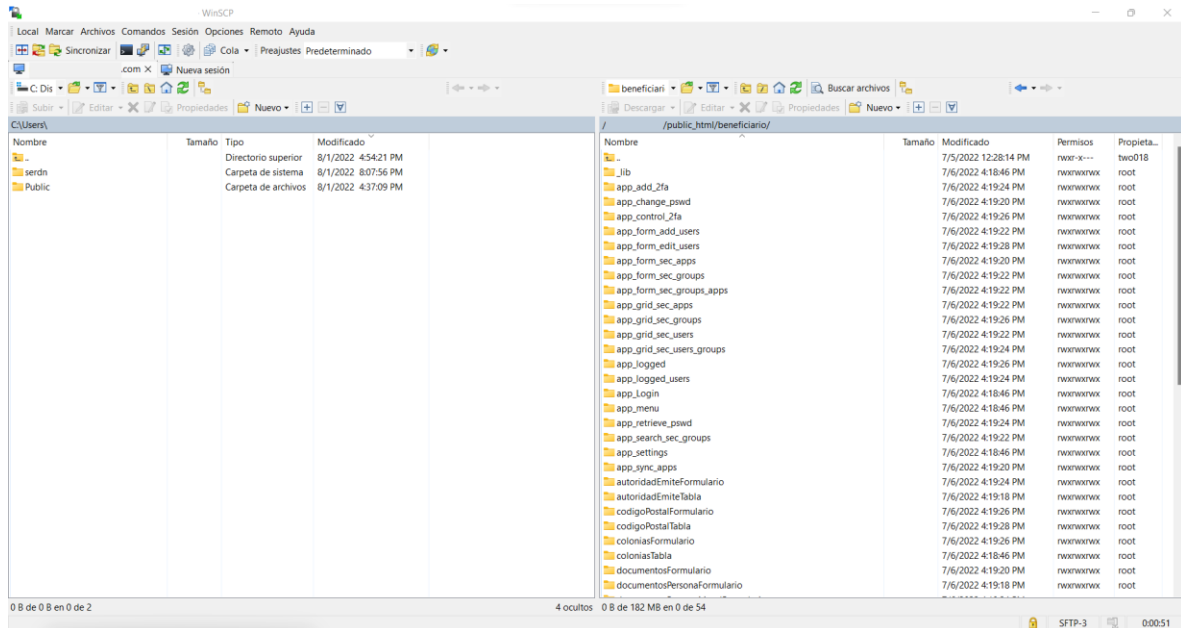 WinSCP
Local Marcar Archivos Comandos Sesión Opciones Remoto Ayuda
Sincronizar Cola Preajustes Predeterminado
.com Nueva sesión
C: Dis
Subir Editar Propiedades Nuevo
C:\Users\
Nombre Tamaño Tipo Modificado
.. Directorio superior 8/1/2022 4:54:21 PM
serdn Carpeta de sistema 8/1/2022 8:07:56 PM
Public Carpeta de archivos 8/1/2022 4:37:09 PM
beneficiari Buscar archivos
Descargar Editar Propiedades Nuevo
/ /public_html/beneficiario/
Nombre Tamaño Modificado Permisos Propieta...
.. 7/5/2022 12:28:14 PM rwxr-x--- two018
_lib 7/6/2022 4:18:46 PM rwxrwxrwx root
app_add_2fa 7/6/2022 4:19:24 PM rwxrwxrwx root
app_change_pswd 7/6/2022 4:19:20 PM rwxrwxrwx root
app_control_2fa 7/6/2022 4:19:26 PM rwxrwxrwx root
app_form_add_users 7/6/2022 4:19:22 PM rwxrwxrwx root
app_form_edit_users 7/6/2022 4:19:28 PM rwxrwxrwx root
app_form_sec_apps 7/6/2022 4:19:20 PM rwxrwxrwx root
app_form_sec_groups 7/6/2022 4:19:22 PM rwxrwxrwx root
app_form_sec_groups_apps 7/6/2022 4:19:22 PM rwxrwxrwx root
app_grid_sec_apps 7/6/2022 4:19:22 PM rwxrwxrwx root
app_grid_sec_groups 7/6/2022 4:19:26 PM rwxrwxrwx root
app_grid_sec_users 7/6/2022 4:19:22 PM rwxrwxrwx root
app_grid_sec_users_groups 7/6/2022 4:19:24 PM rwxrwxrwx root
app_logged 7/6/2022 4:19:26 PM rwxrwxrwx root
app_logged_users 7/6/2022 4:19:24 PM rwxrwxrwx root
app_Login 7/6/2022 4:18:46 PM rwxrwxrwx root
app_menu 7/6/2022 4:18:46 PM rwxrwxrwx root
app_retrieve_pswd 7/6/2022 4:19:24 PM rwxrwxrwx root
app_search_sec_groups 7/6/2022 4:19:22 PM rwxrwxrwx root
app_settings 7/6/2022 4:18:46 PM rwxrwxrwx root
app_sync_apps 7/6/2022 4:19:20 PM rwxrwxrwx root
autoridadEmiteFormulario 7/6/2022 4:19:24 PM rwxrwxrwx root
autoridadEmiteTabla 7/6/2022 4:19:18 PM rwxrwxrwx root
codigoPostalFormulario 7/6/2022 4:19:26 PM rwxrwxrwx root
codigoPostalTabla 7/6/2022 4:19:28 PM rwxrwxrwx root
coloniasFormulario 7/6/2022 4:19:26 PM rwxrwxrwx root
coloniasTabla 7/6/2022 4:18:46 PM rwxrwxrwx root
documentosFormulario 7/6/2022 4:19:20 PM rwxrwxrwx root
documentosPersonaFormulario 7/6/2022 4:19:18 PM rwxrwxrwx root
0 B de 0 B en 0 de 2 4 ocultos 0 B de 182 MB en 0 de 54
SFTP-3 0:00:51